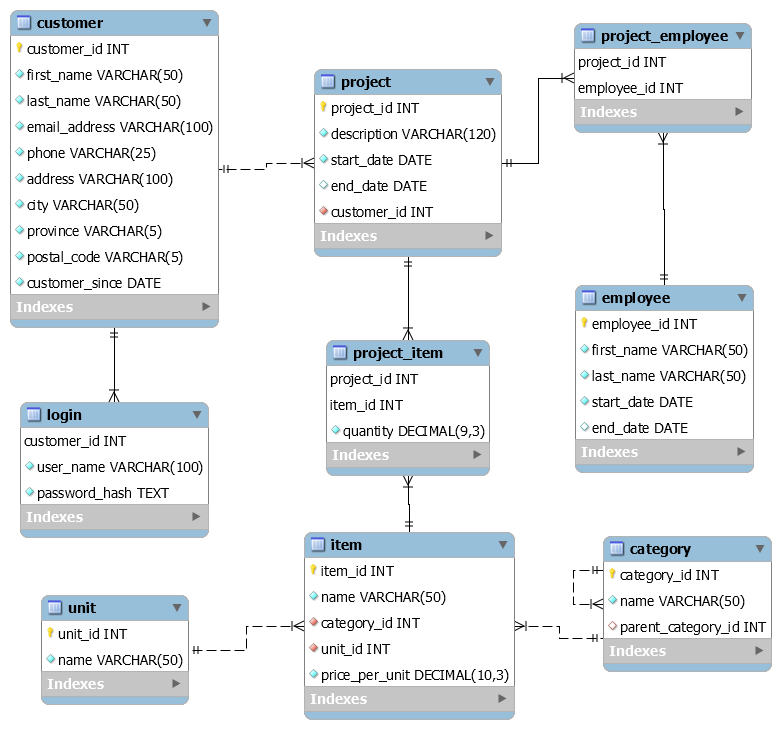 customer
customer_id INT
first_name VARCHAR(50)
last_name VARCHAR(50)
email_address VARCHAR(100)
phone VARCHAR(25)
address VARCHAR(100)
city VARCHAR(50)
province VARCHAR(5)
postal_code VARCHAR(5)
customer_since DATE
Indexes
project
project_id INT
description VARCHAR(120)
start_date DATE
end_date DATE
customer_id INT
Indexes
project_employee
project_id INT
employee_id INT
Indexes
employee
employee_id INT
first_name VARCHAR(50)
last_name VARCHAR(50)
start_date DATE
end_date DATE
Indexes
project_item
project_id INT
item_id INT
quantity DECIMAL(9,3)
Indexes
login
customer_id INT
user_name VARCHAR(100)
password_hash TEXT
Indexes
unit
unit_id INT
name VARCHAR(50)
Indexes
item
item_id INT
name VARCHAR(50)
category_id INT
unit_id INT
price_per_unit DECIMAL(10,3)
Indexes
category
category_id INT
name VARCHAR(50)
parent_category_id INT
Indexes